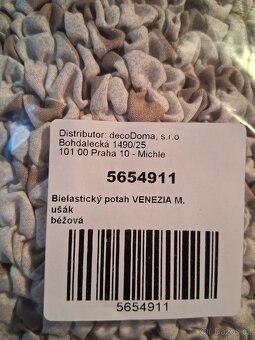 Distributor: decoDoma, s.r.o
Bohdalecká 1490/25
101 00 Praha 10 - Michle
5654911
Bielastický potah VENEZIA M.
ušák
béžová
5654911